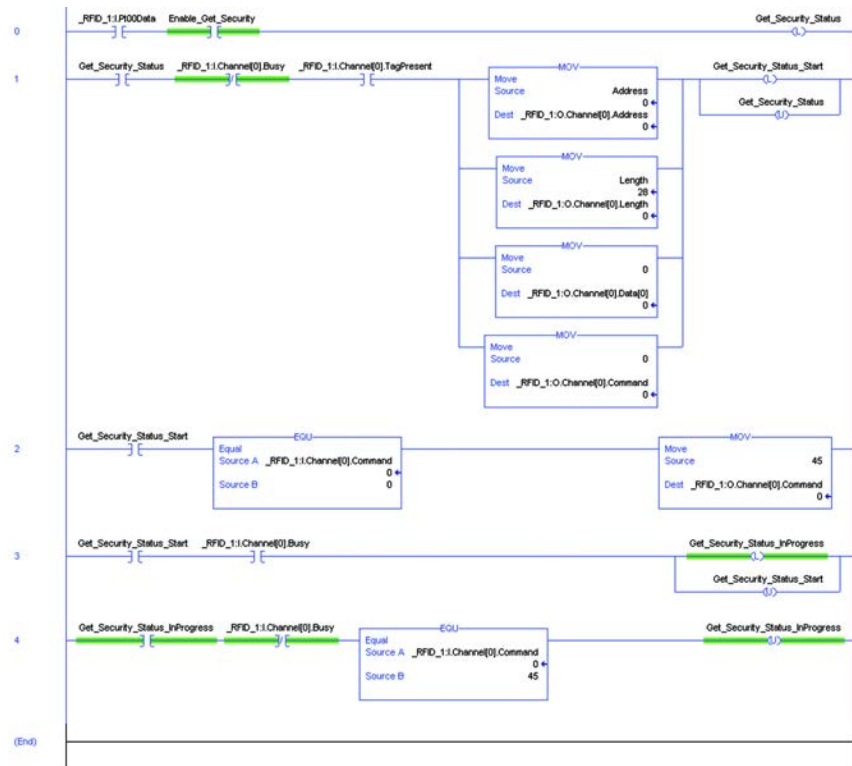 0
_RFID_1:I.Pt00Data Enable_Get_Security Get_Security_Status
(L)
1
Get_Security_Status _RFID_1:I.Channel[0].Busy _RFID_1:I.Channel[0].TagPresent
MOV
Move
Source Address
0
Dest _RFID_1:O.Channel[0].Address
0
MOV
Move
Source Length
28
Dest _RFID_1:O.Channel[0].Length
0
MOV
Move
Source 0
Dest _RFID_1:O.Channel[0].Data[0]
0
MOV
Move
Source 0
Dest _RFID_1:O.Channel[0].Command
0
Get_Security_Status_Start
(L)
Get_Security_Status
(U)
2
Get_Security_Status_Start
EQU
Equal
Source A _RFID_1:I.Channel[0].Command
0
Source B 0
MOV
Move
Source 45
Dest _RFID_1:O.Channel[0].Command
0
3
Get_Security_Status_Start _RFID_1:I.Channel[0].Busy
Get_Security_Status_InProgress
(L)
Get_Security_Status_Start
(U)
4
Get_Security_Status_InProgress _RFID_1:I.Channel[0].Busy
EQU
Equal
Source A _RFID_1:I.Channel[0].Command
0
Source B 45
Get_Security_Status_InProgress
(U)
(End)